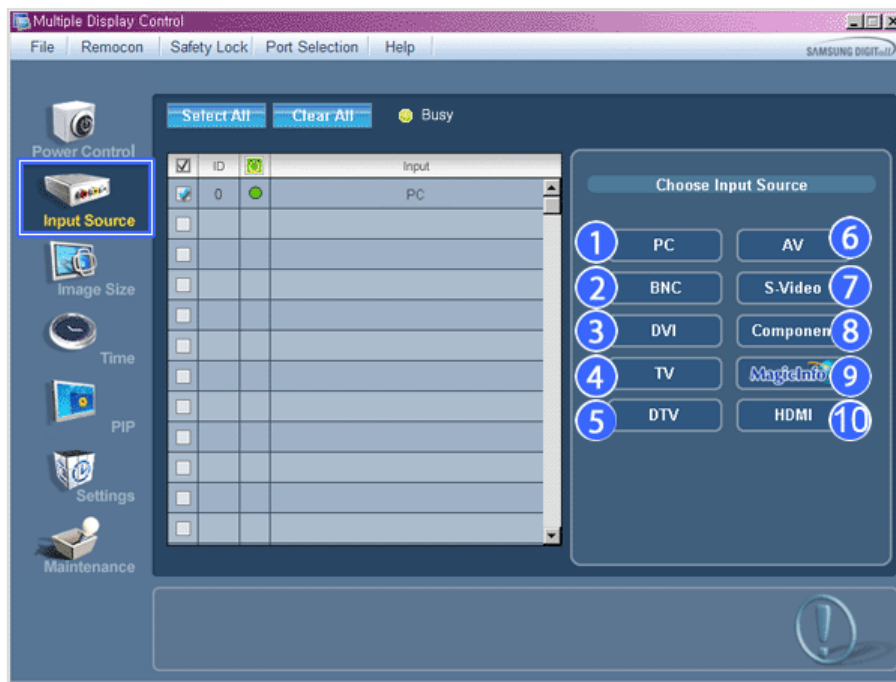 Multiple Display Control
File Remocon Safety Lock Port Selection Help
SAMSUNG DIGITall
Select All Clear All Busy
Power Control
Input Source
Image Size
Time
PIP
Settings
Maintenance
ID Input
0 PC
Choose Input Source
1 PC AV 6
2 BNC S-Video 7
3 DVI Componen 8
4 TV MagicInfo 9
5 DTV HDMI 10